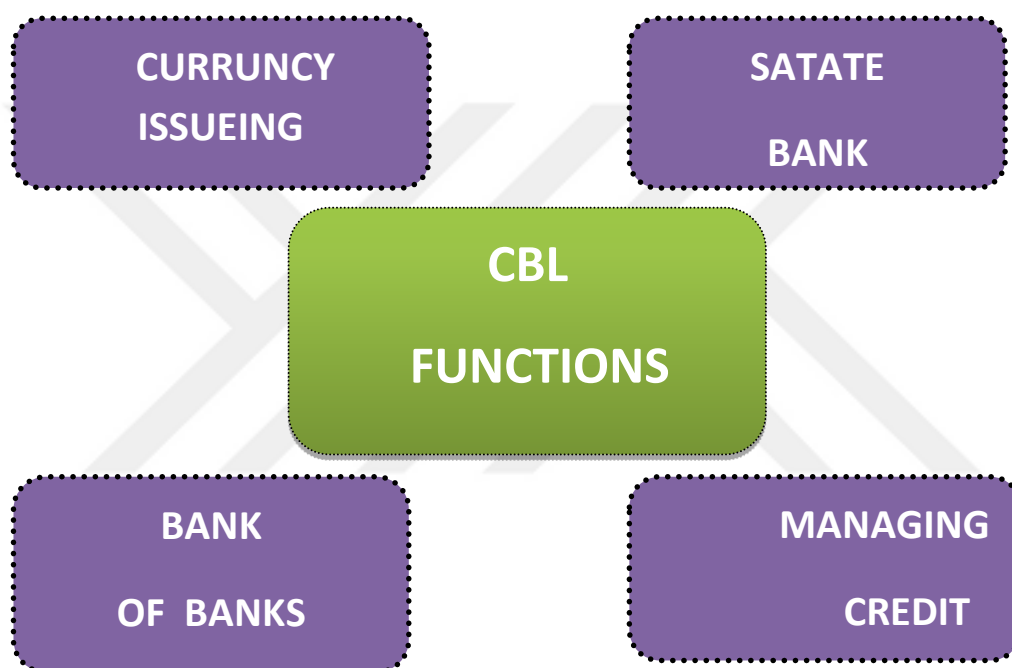 CURRUNCY
ISSUEING
SATATE
BANK
CBL
FUNCTIONS
BANK
OF BANKS
MANAGING
CREDIT